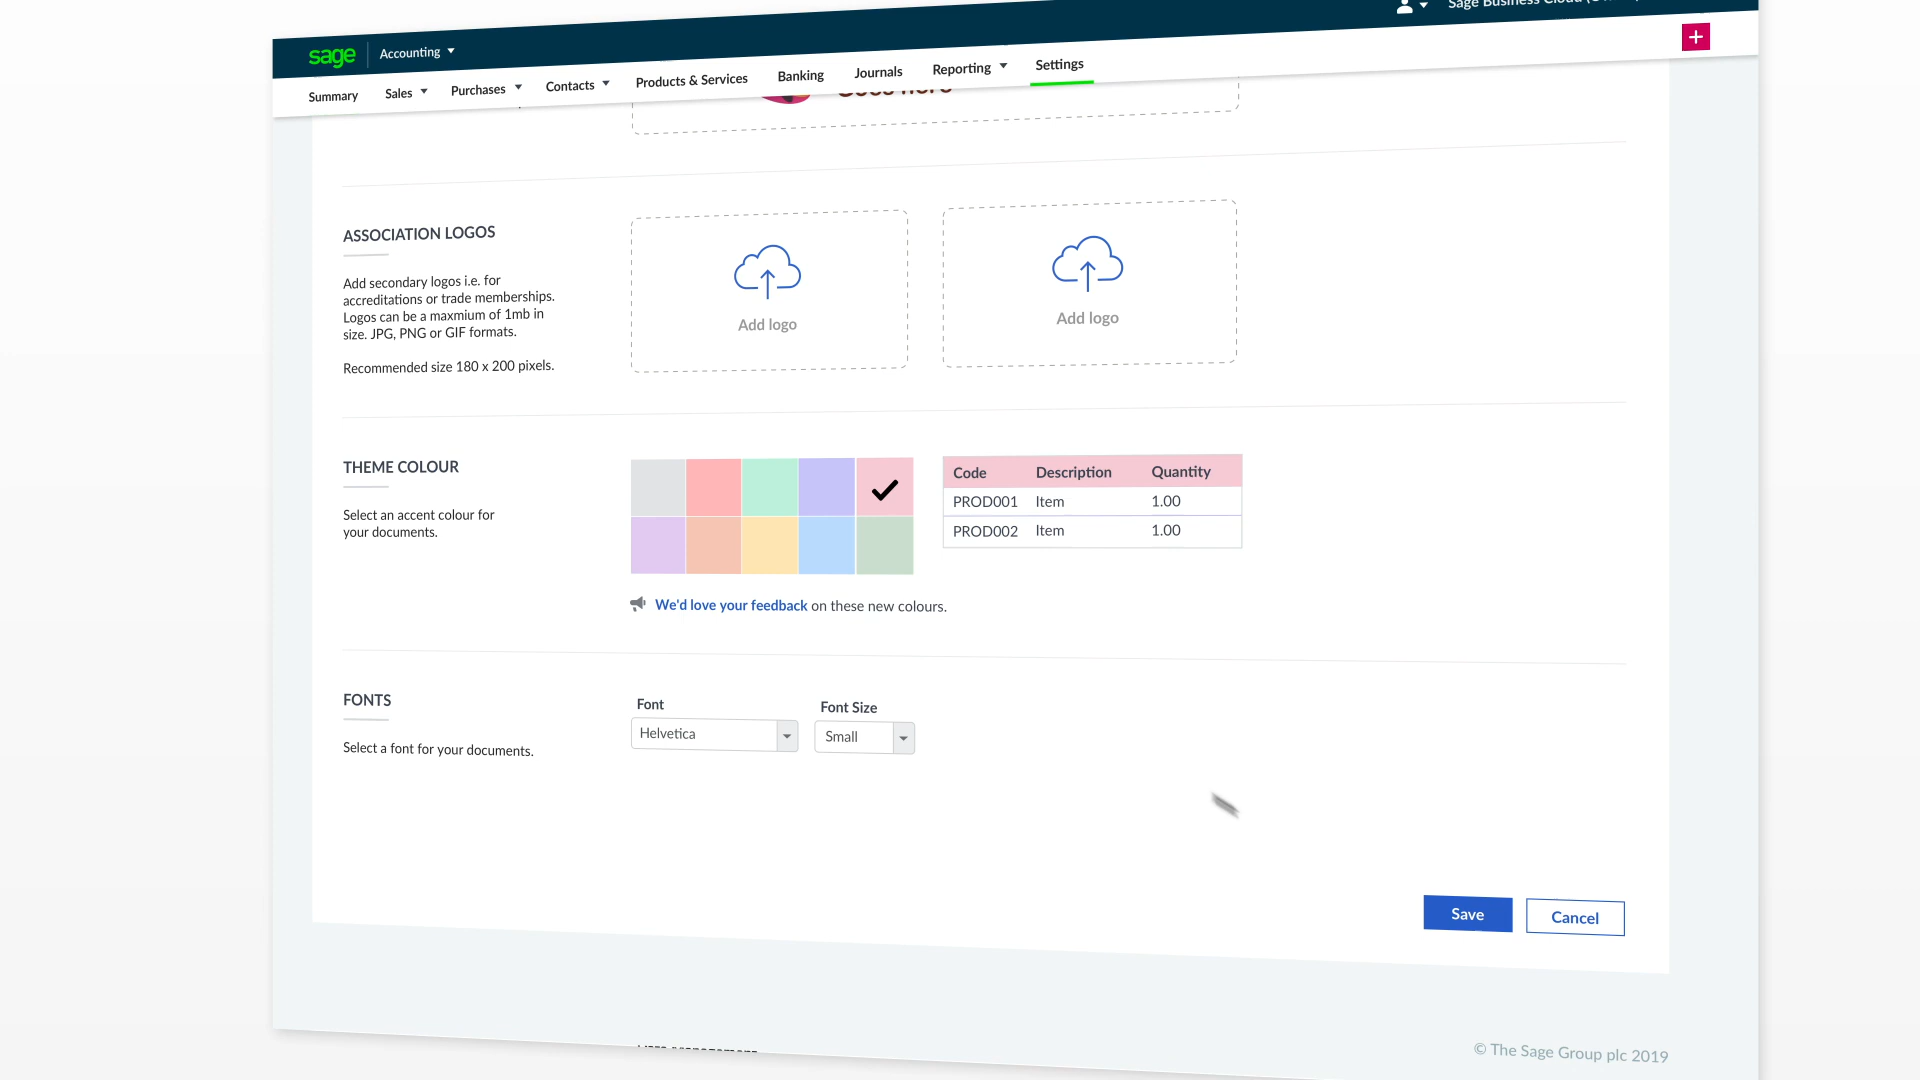 sage
Accounting
Sage Business Cloud
Summary
Sales
Purchases
Contacts
Products & Services
Banking
Journals
Reporting
Settings
ASSOCIATION LOGOS
Add secondary logos i.e. for
accreditations or trade memberships.
Logos can be a maxmium of 1mb in
size. JPG, PNG or GIF formats.
Recommended size 180 x 200 pixels.
Add logo
Add logo
THEME COLOUR
Select an accent colour for
your documents.
Code Description Quantity
PROD001 Item 1.00
PROD002 Item 1.00
We'd love your feedback on these new colours.
FONTS
Select a font for your documents.
Font
Helvetica
Font Size
Small
Save
Cancel
© The Sage Group plc 2019